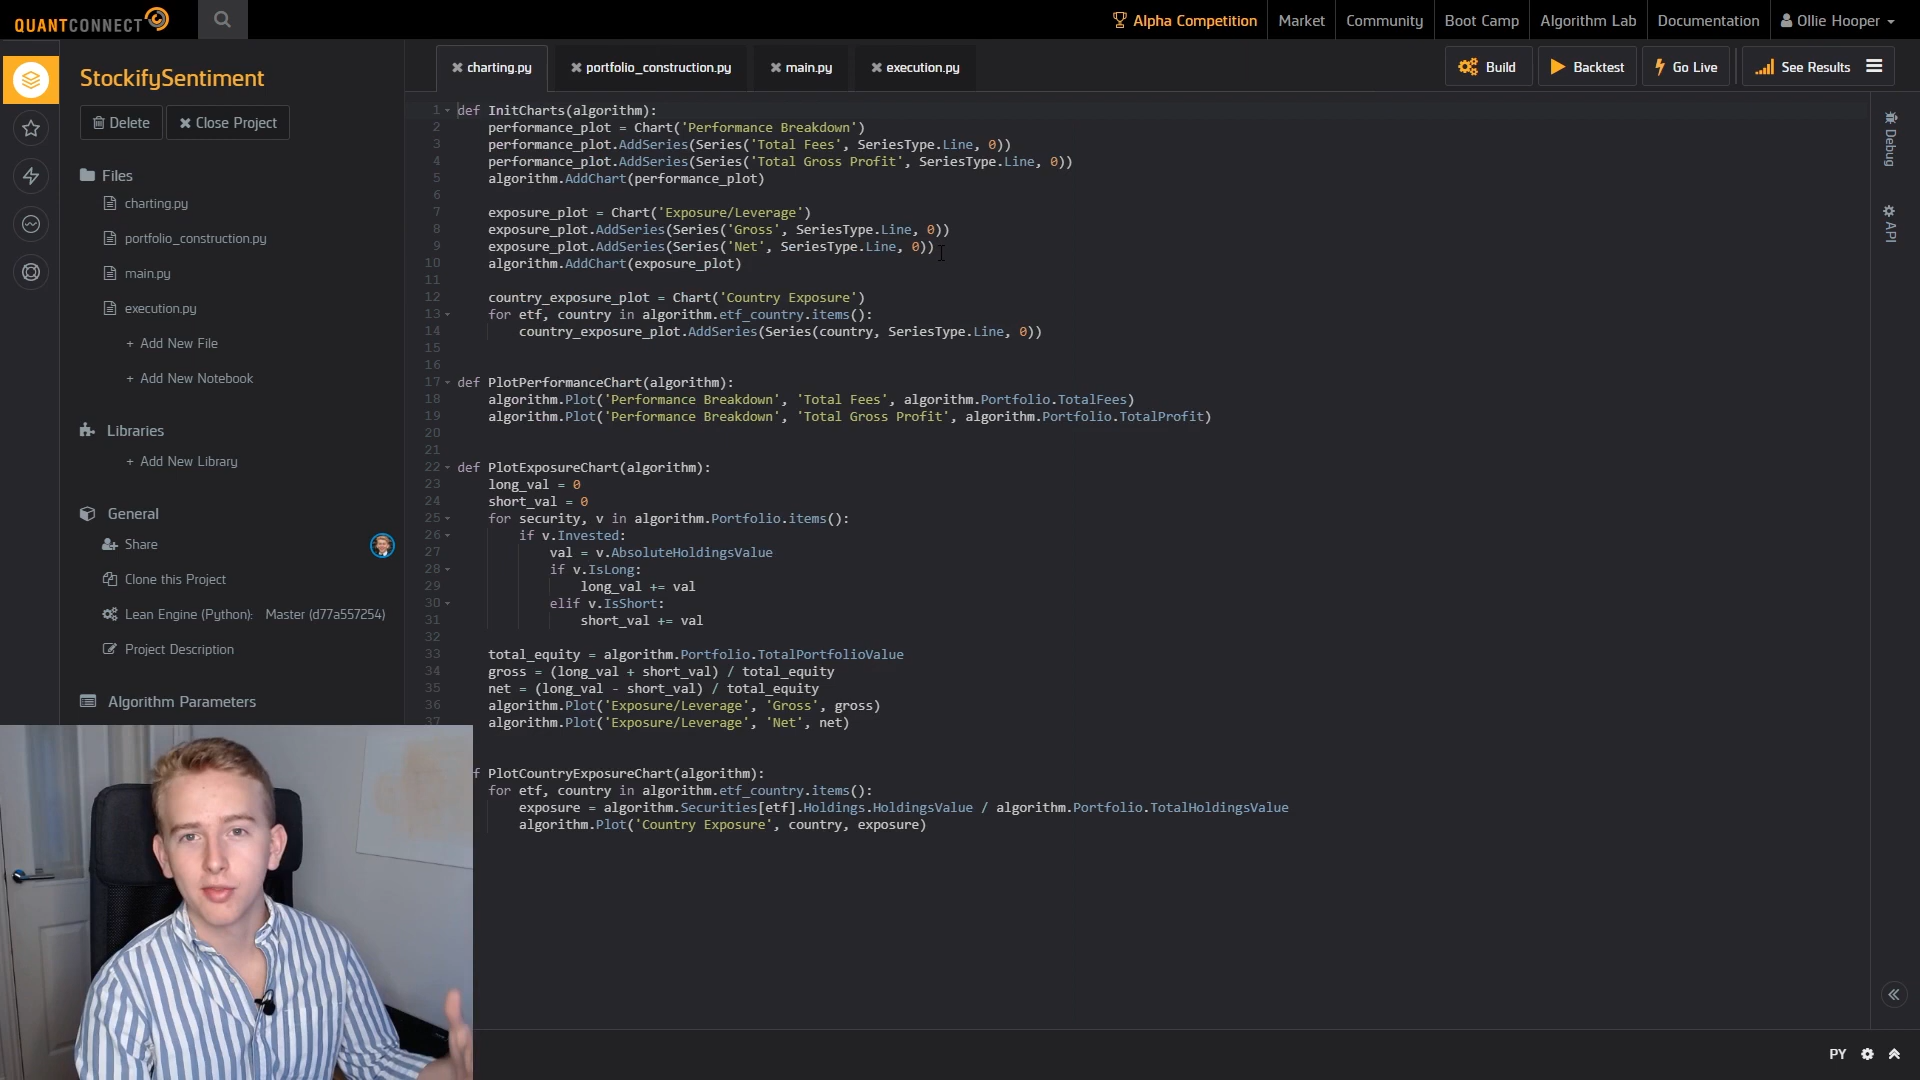 QUANTCONNECT
Alpha Competition
Market
Community
Boot Camp
Algorithm Lab
Documentation
Ollie Hooper
StockifySentiment
Delete
Close Project
Files
charting.py
portfolio_construction.py
main.py
execution.py
+ Add New File
+ Add New Notebook
Libraries
+ Add New Library
General
Share
Clone this Project
Lean Engine (Python): Master (d77a557254)
Project Description
Algorithm Parameters
charting.py
portfolio_construction.py
main.py
execution.py
Build
Backtest
Go Live
See Results
1 def InitCharts(algorithm):
2 performance_plot = Chart('Performance Breakdown')
3 performance_plot.AddSeries(Series('Total Fees', SeriesType.Line, 0))
4 performance_plot.AddSeries(Series('Total Gross Profit', SeriesType.Line, 0))
5 algorithm.AddChart(performance_plot)
6
7 exposure_plot = Chart('Exposure/Leverage')
8 exposure_plot.AddSeries(Series('Gross', SeriesType.Line, 0))
9 exposure_plot.AddSeries(Series('Net', SeriesType.Line, 0))
10 algorithm.AddChart(exposure_plot)
11
12 country_exposure_plot = Chart('Country Exposure')
13 for etf, country in algorithm.etf_country.items():
14 country_exposure_plot.AddSeries(Series(country, SeriesType.Line, 0))
15
16
17 def PlotPerformanceChart(algorithm):
18 algorithm.Plot('Performance Breakdown', 'Total Fees', algorithm.Portfolio.TotalFees)
19 algorithm.Plot('Performance Breakdown', 'Total Gross Profit', algorithm.Portfolio.TotalProfit)
20
21
22 def PlotExposureChart(algorithm):
23 long_val = 0
24 short_val = 0
25 for security, v in algorithm.Portfolio.items():
26 if v.Invested:
27 val = v.AbsoluteHoldingsValue
28 if v.IsLong:
29 long_val += val
30 elif v.IsShort:
31 short_val += val
32
33 total_equity = algorithm.Portfolio.TotalPortfolioValue
34 gross = (long_val + short_val) / total_equity
35 net = (long_val - short_val) / total_equity
36 algorithm.Plot('Exposure/Leverage', 'Gross', gross)
37 algorithm.Plot('Exposure/Leverage', 'Net', net)
f PlotCountryExposureChart(algorithm):
for etf, country in algorithm.etf_country.items():
exposure = algorithm.Securities[etf].Holdings.HoldingsValue / algorithm.Portfolio.TotalHoldingsValue
algorithm.Plot('Country Exposure', country, exposure)
Debug
API
PY